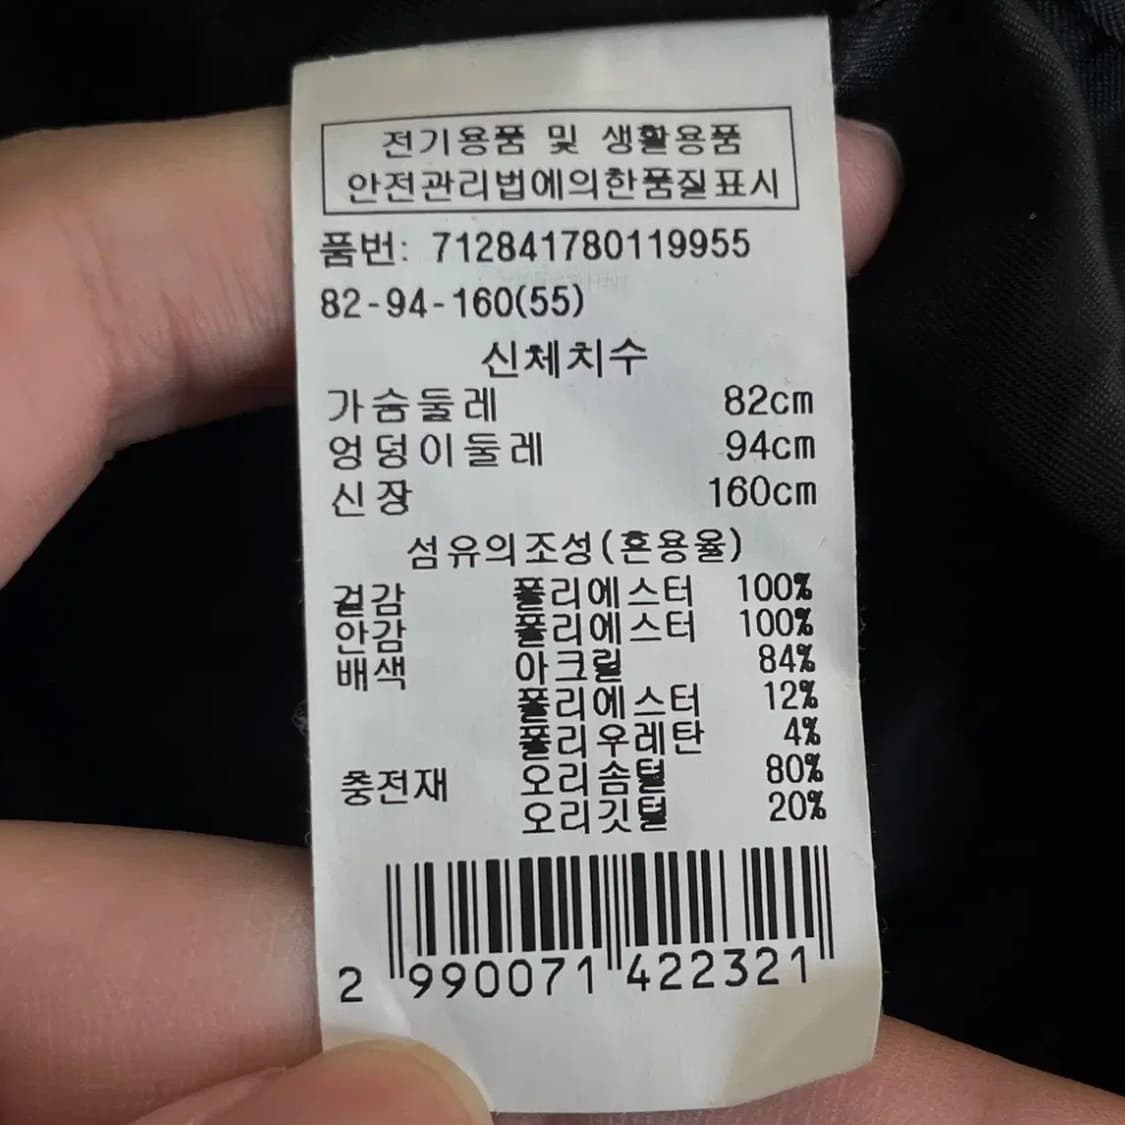 전기용품 및 생활용품
안전관리법에의한품질표시
품번: 712841780119955
82-94-160(55)
신체치수
가슴둘레 82cm
엉덩이둘레 94cm
신장 160cm
섬유의조성(혼용율)
겉감 폴리에스터 100%
안감 폴리에스터 100%
배색 아크릴 84%
폴리에스터 12%
폴리우레탄 4%
충전재 오리솜털 80%
오리깃털 20%
2 990071 422321